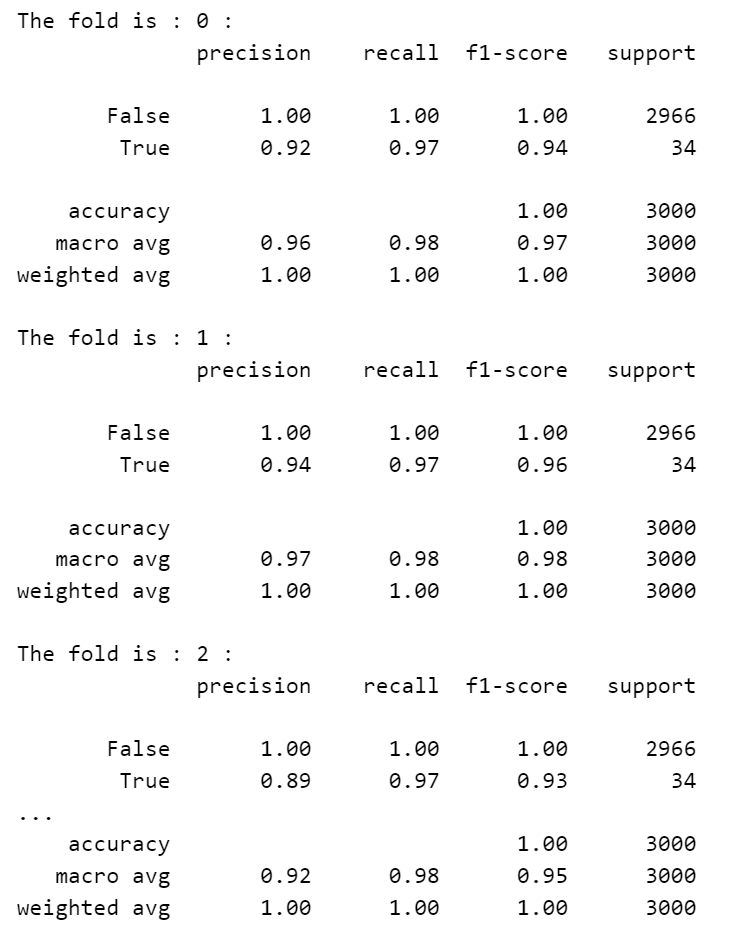 The fold is : 0 :
precision recall f1-score support
False 1.00 1.00 1.00 2966
True 0.92 0.97 0.94 34
accuracy 1.00 3000
macro avg 0.96 0.98 0.97 3000
weighted avg 1.00 1.00 1.00 3000
The fold is : 1 :
precision recall f1-score support
False 1.00 1.00 1.00 2966
True 0.94 0.97 0.96 34
accuracy 1.00 3000
macro avg 0.97 0.98 0.98 3000
weighted avg 1.00 1.00 1.00 3000
The fold is : 2 :
precision recall f1-score support
False 1.00 1.00 1.00 2966
True 0.89 0.97 0.93 34
...
accuracy 1.00 3000
macro avg 0.92 0.98 0.95 3000
weighted avg 1.00 1.00 1.00 3000